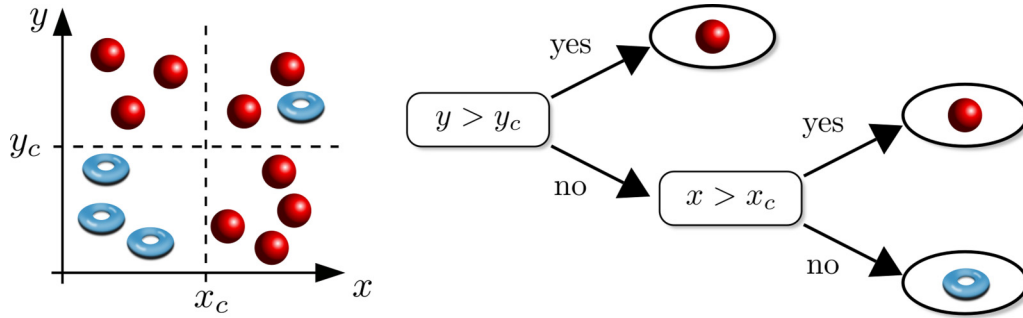 y
y_c
x_c
x
y > y_c
yes
no
x > x_c
yes
no